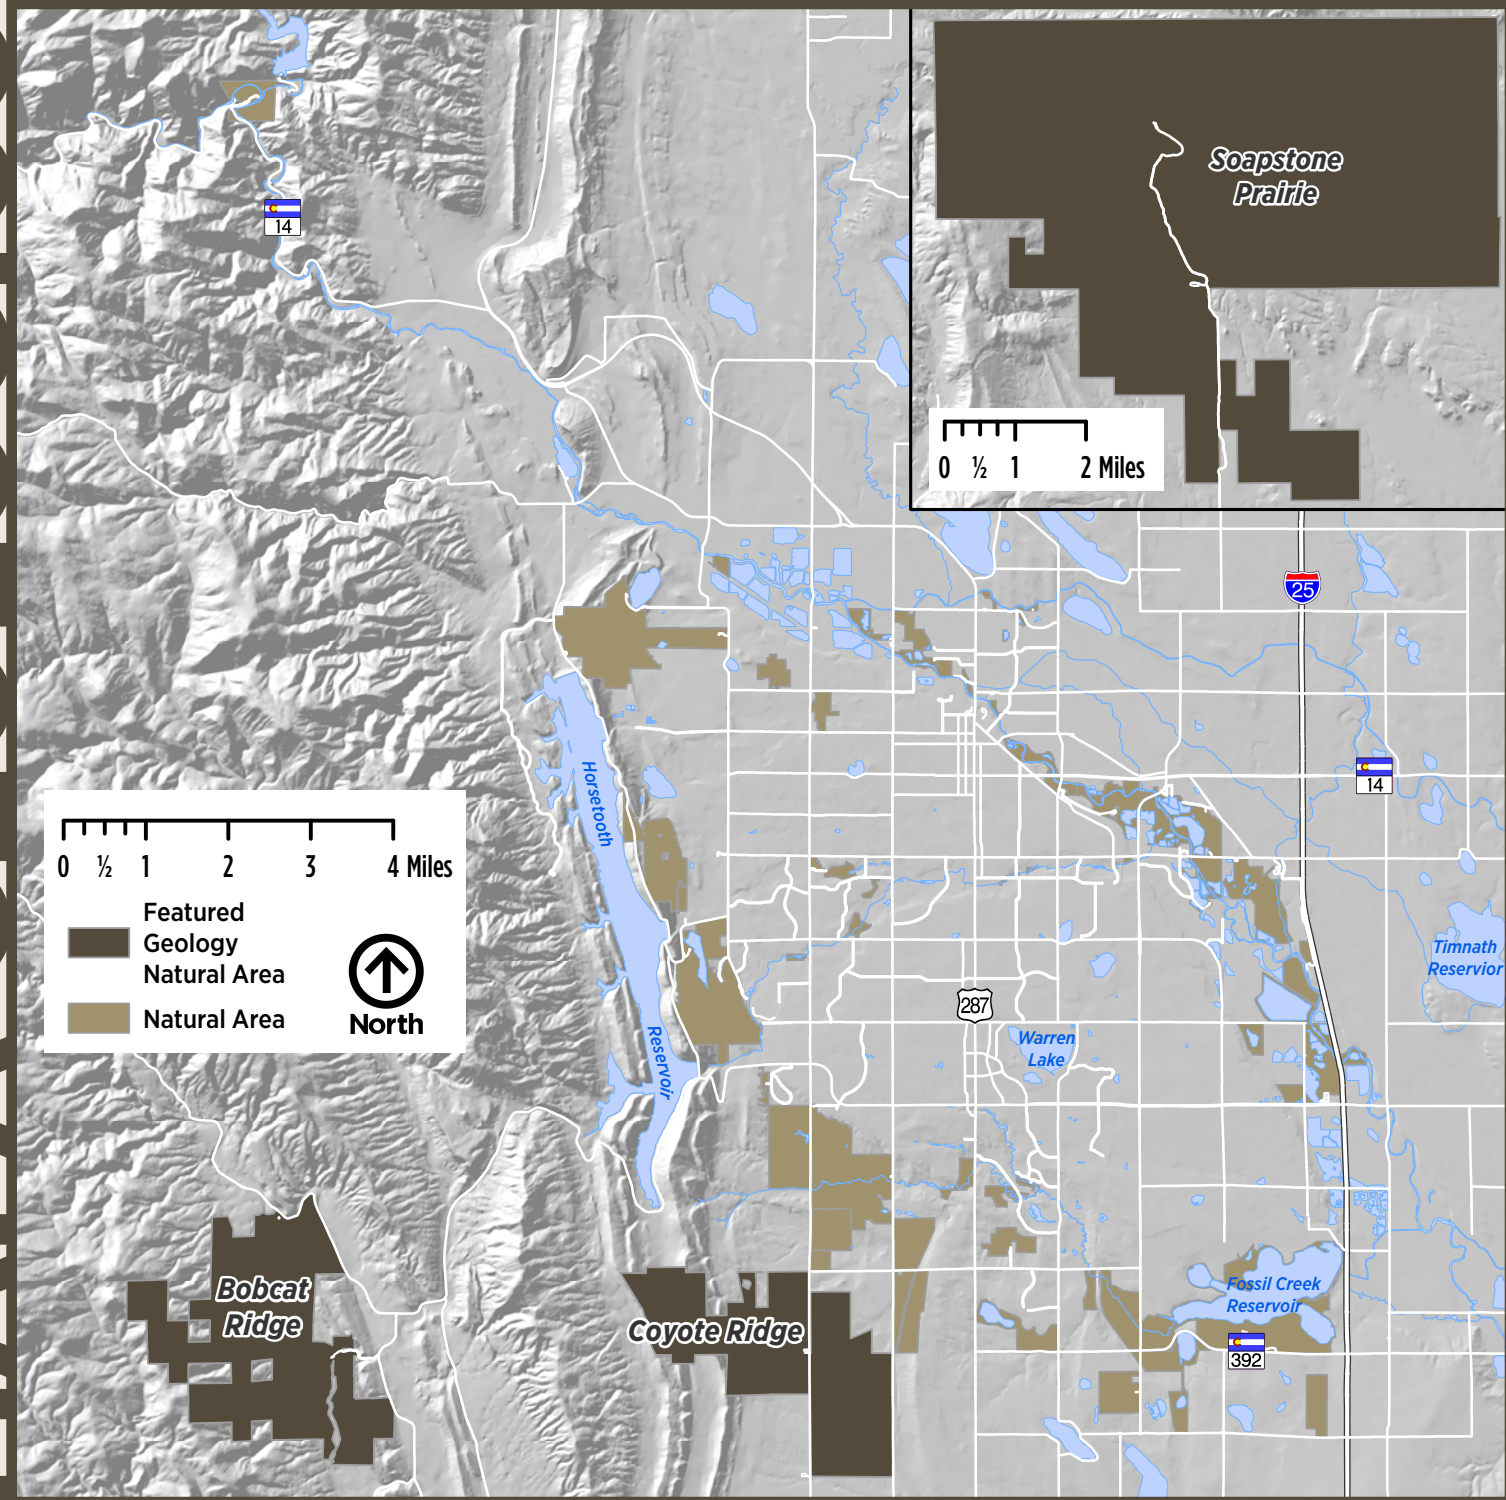 Soapstone
Prairie
14
0 ½ 1 2 Miles
25
14
Horsetooth
Reservoir
0 ½ 1 2 3 4 Miles
Featured
Geology
Natural Area
Natural Area
North
Timnath
Reservior
287
Warren
Lake
Bobcat
Ridge
Coyote Ridge
Fossil Creek
Reservoir
392